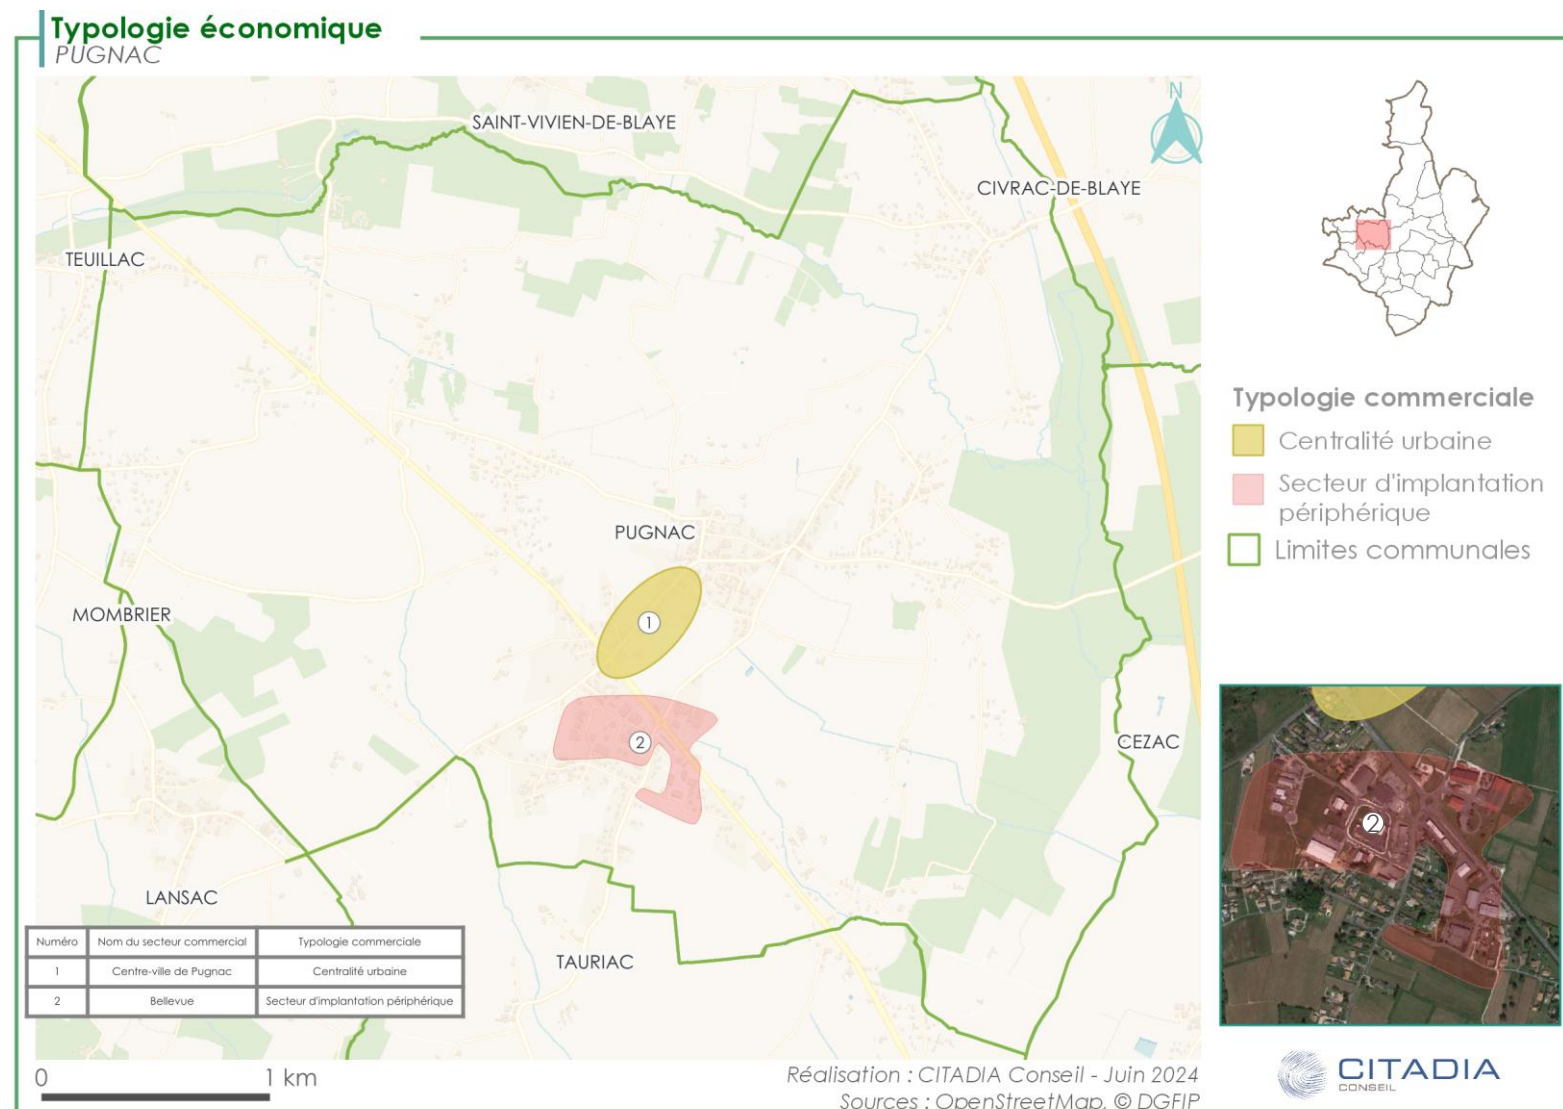 Typologie économique
PUGNAC
N
SAINT-VIVIEN-DE-BLAYE
CIVRAC-DE-BLAYE
TEUILLAC
PUGNAC
MOMBRIER
1
2
CEZAC
LANSAC
TAURIAC
Typologie commerciale
Centralité urbaine
Secteur d'implantation
périphérique
Limites communales
2
Numéro Nom du secteur commercial Typologie commerciale
1 Centre-ville de Pugnac Centralité urbaine
2 Bellevue Secteur d'implantation périphérique
0 1 km
Réalisation : CITADIA Conseil - Juin 2024
Sources : OpenStreetMap, © DGFIP
CITADIA
CONSEIL